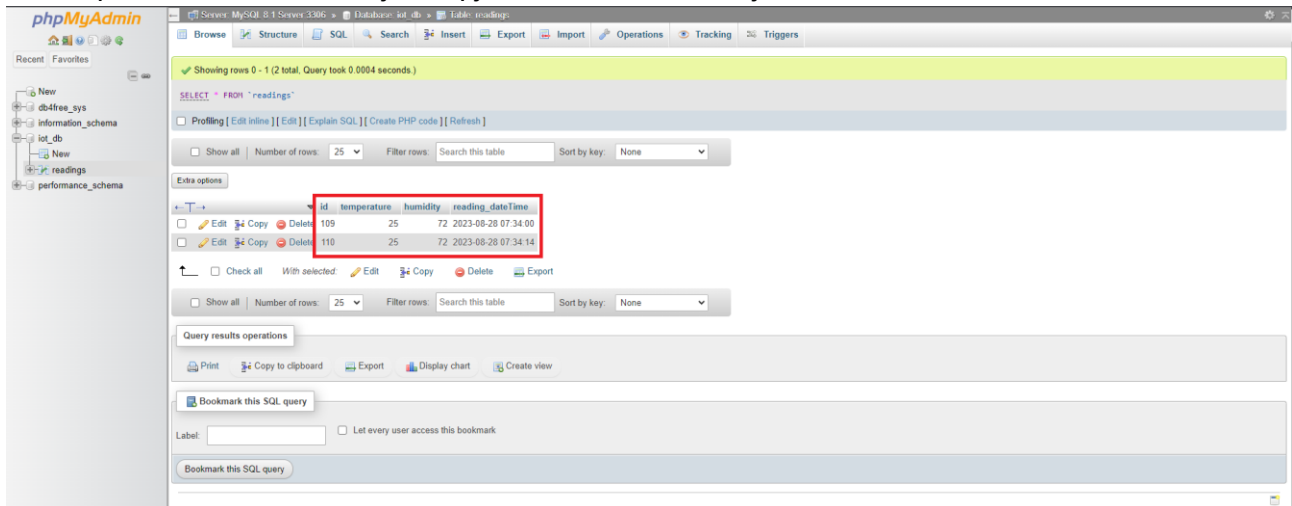 phpMyAdmin
Recent Favorites
New
db4free_sys
information_schema
iot_db
New
readings
performance_schema
Server: MySQL 8.1 Server:3306 » Database: iot_db » Table: readings
Browse Structure SQL Search Insert Export Import Operations Tracking Triggers
Showing rows 0 - 1 (2 total, Query took 0.0004 seconds.)
SELECT * FROM `readings`
Profiling [ Edit inline ] [ Edit ] [ Explain SQL ] [ Create PHP code ] [ Refresh ]
Show all | Number of rows: 25 Filter rows: Search this table Sort by key: None
Extra options
←T→ id temperature humidity reading_dateTime
Edit Copy Delete 109 25 72 2023-08-28 07:34:00
Edit Copy Delete 110 25 72 2023-08-28 07:34:14
Check all With selected: Edit Copy Delete Export
Show all | Number of rows: 25 Filter rows: Search this table Sort by key: None
Query results operations
Print Copy to clipboard Export Display chart Create view
Bookmark this SQL query
Label: Let every user access this bookmark
Bookmark this SQL query